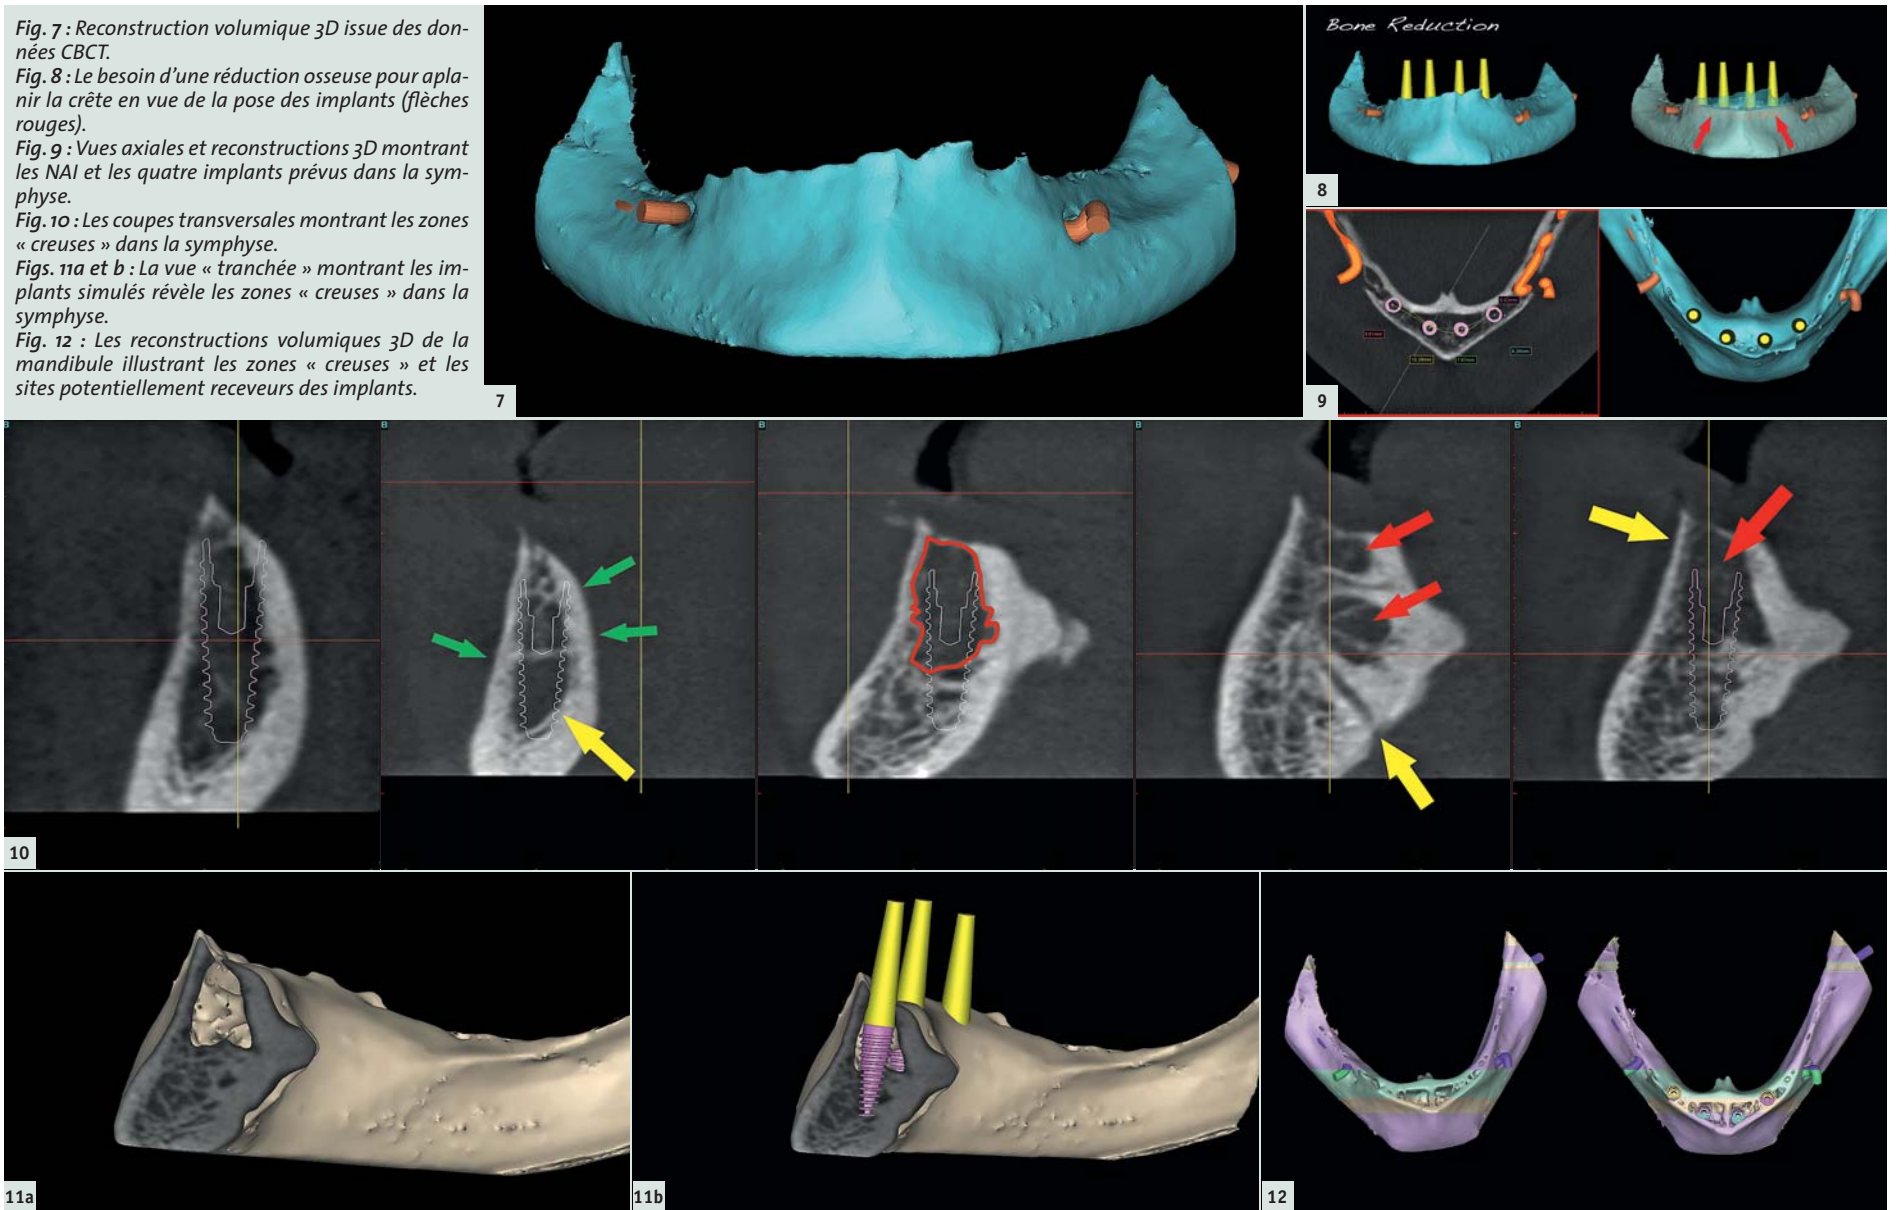 Fig. 7 : Reconstruction volumique 3D issue des don-
nées CBCT.
Fig. 8 : Le besoin d’une réduction osseuse pour apla-
nir la crête en vue de la pose des implants (flèches
rouges).
Fig. 9 : Vues axiales et reconstructions 3D montrant
les NAI et les quatre implants prévus dans la sym-
physe.
Fig. 10 : Les coupes transversales montrant les zones
« creuses » dans la symphyse.
Figs. 11a et b : La vue « tranchée » montrant les im-
plants simulés révèle les zones « creuses » dans la
symphyse.
Fig. 12 : Les reconstructions volumiques 3D de la
mandibule illustrant les zones « creuses » et les
sites potentiellement receveurs des implants.
7
Bone Reduction
8
9
B
B
B
B
B
10
11a
11b
12